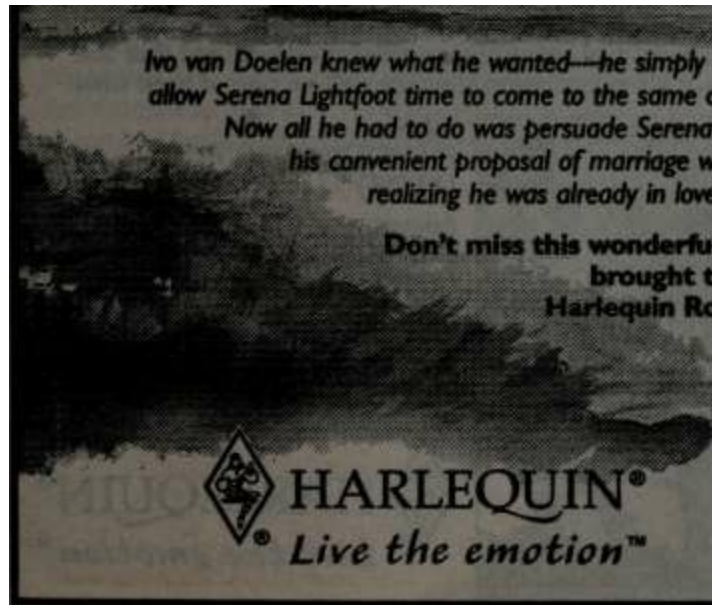 Ivo van Doelen knew what he wanted—he simply
allow Serena Lightfoot time to come to the same
Now all he had to do was persuade Serena
his convenient proposal of marriage
realizing he was already in love
Don't miss this wonderfu
brought
Harlequin
HARLEQUIN®
® Live the emotion™